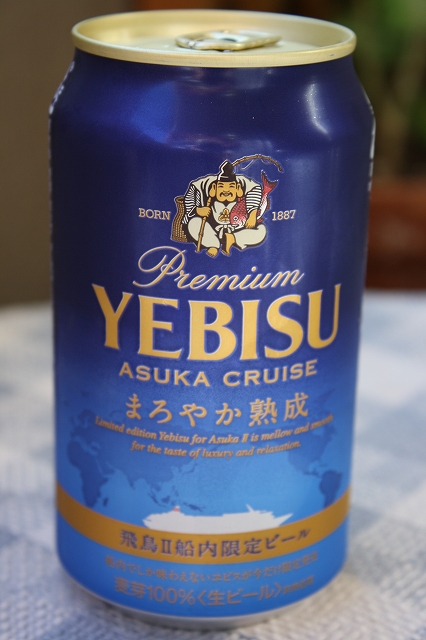 BORN 1887
Premium
YEBISU
ASUKA CRUISE
まろやか熟成
Limited edition Yebisu for Asuka II is mellow and smooth
for the taste of luxury and relaxation.
飛鳥II船内限定ビール
麦芽100%〈生ビール〉